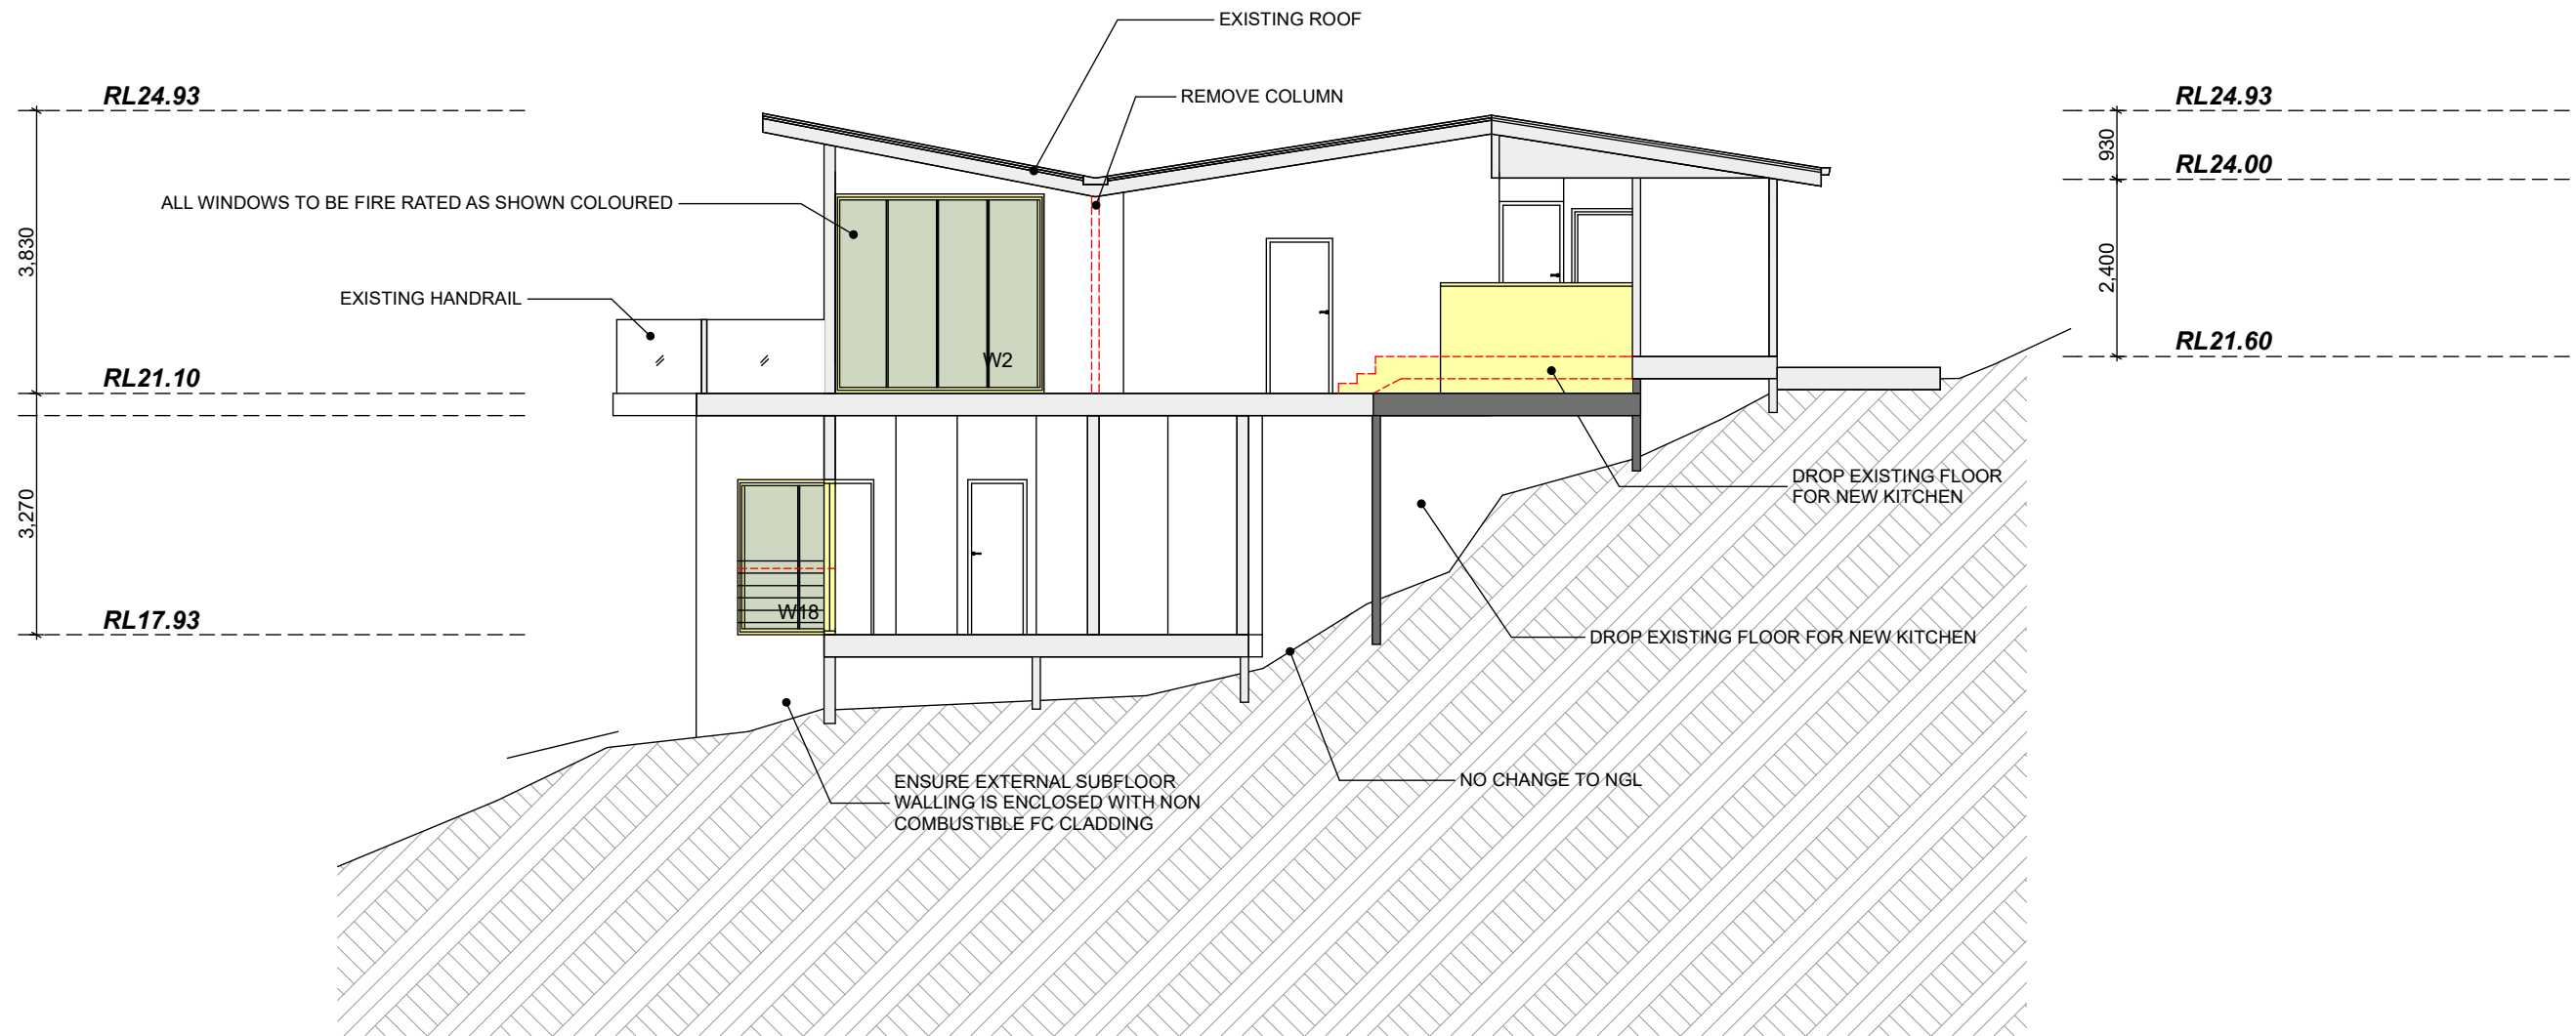 EXISTING ROOF
RL24.93
REMOVE COLUMN
RL24.93
930
RL24.00
ALL WINDOWS TO BE FIRE RATED AS SHOWN COLOURED
3,830
2,400
EXISTING HANDRAIL
W2
RL21.60
RL21.10
DROP EXISTING FLOOR
FOR NEW KITCHEN
3,270
W18
RL17.93
DROP EXISTING FLOOR FOR NEW KITCHEN
ENSURE EXTERNAL SUBFLOOR
WALLING IS ENCLOSED WITH NON
COMBUSTIBLE FC CLADDING
NO CHANGE TO NGL